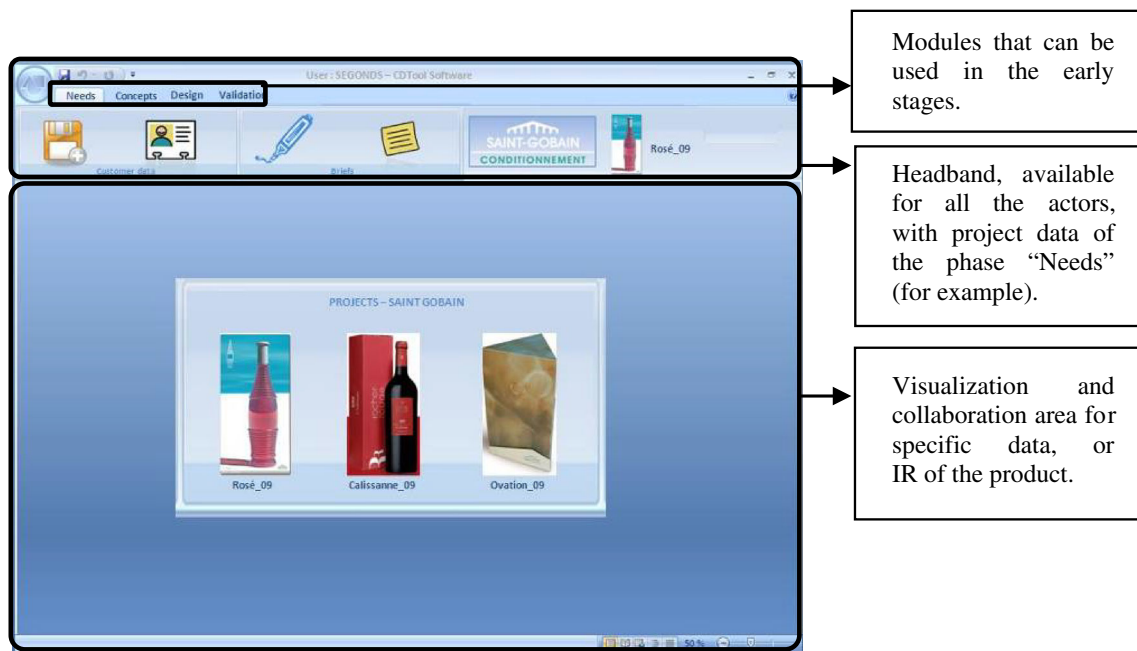 User : SEGONDS – CDTool Software
Needs Concepts Design Validation
SAINT-GOBAIN
CONDITIONNEMENT
Rosé_09
Customer data
Briefs
PROJECTS – SAINT GOBAIN
Rosé_09
Calissanne_09
Ovation_09
50 %
Modules that can be
used in the early
stages.
Headband, available
for all the actors,
with project data of
the phase “Needs”
(for example).
Visualization and
collaboration area for
specific data, or
IR of the product.